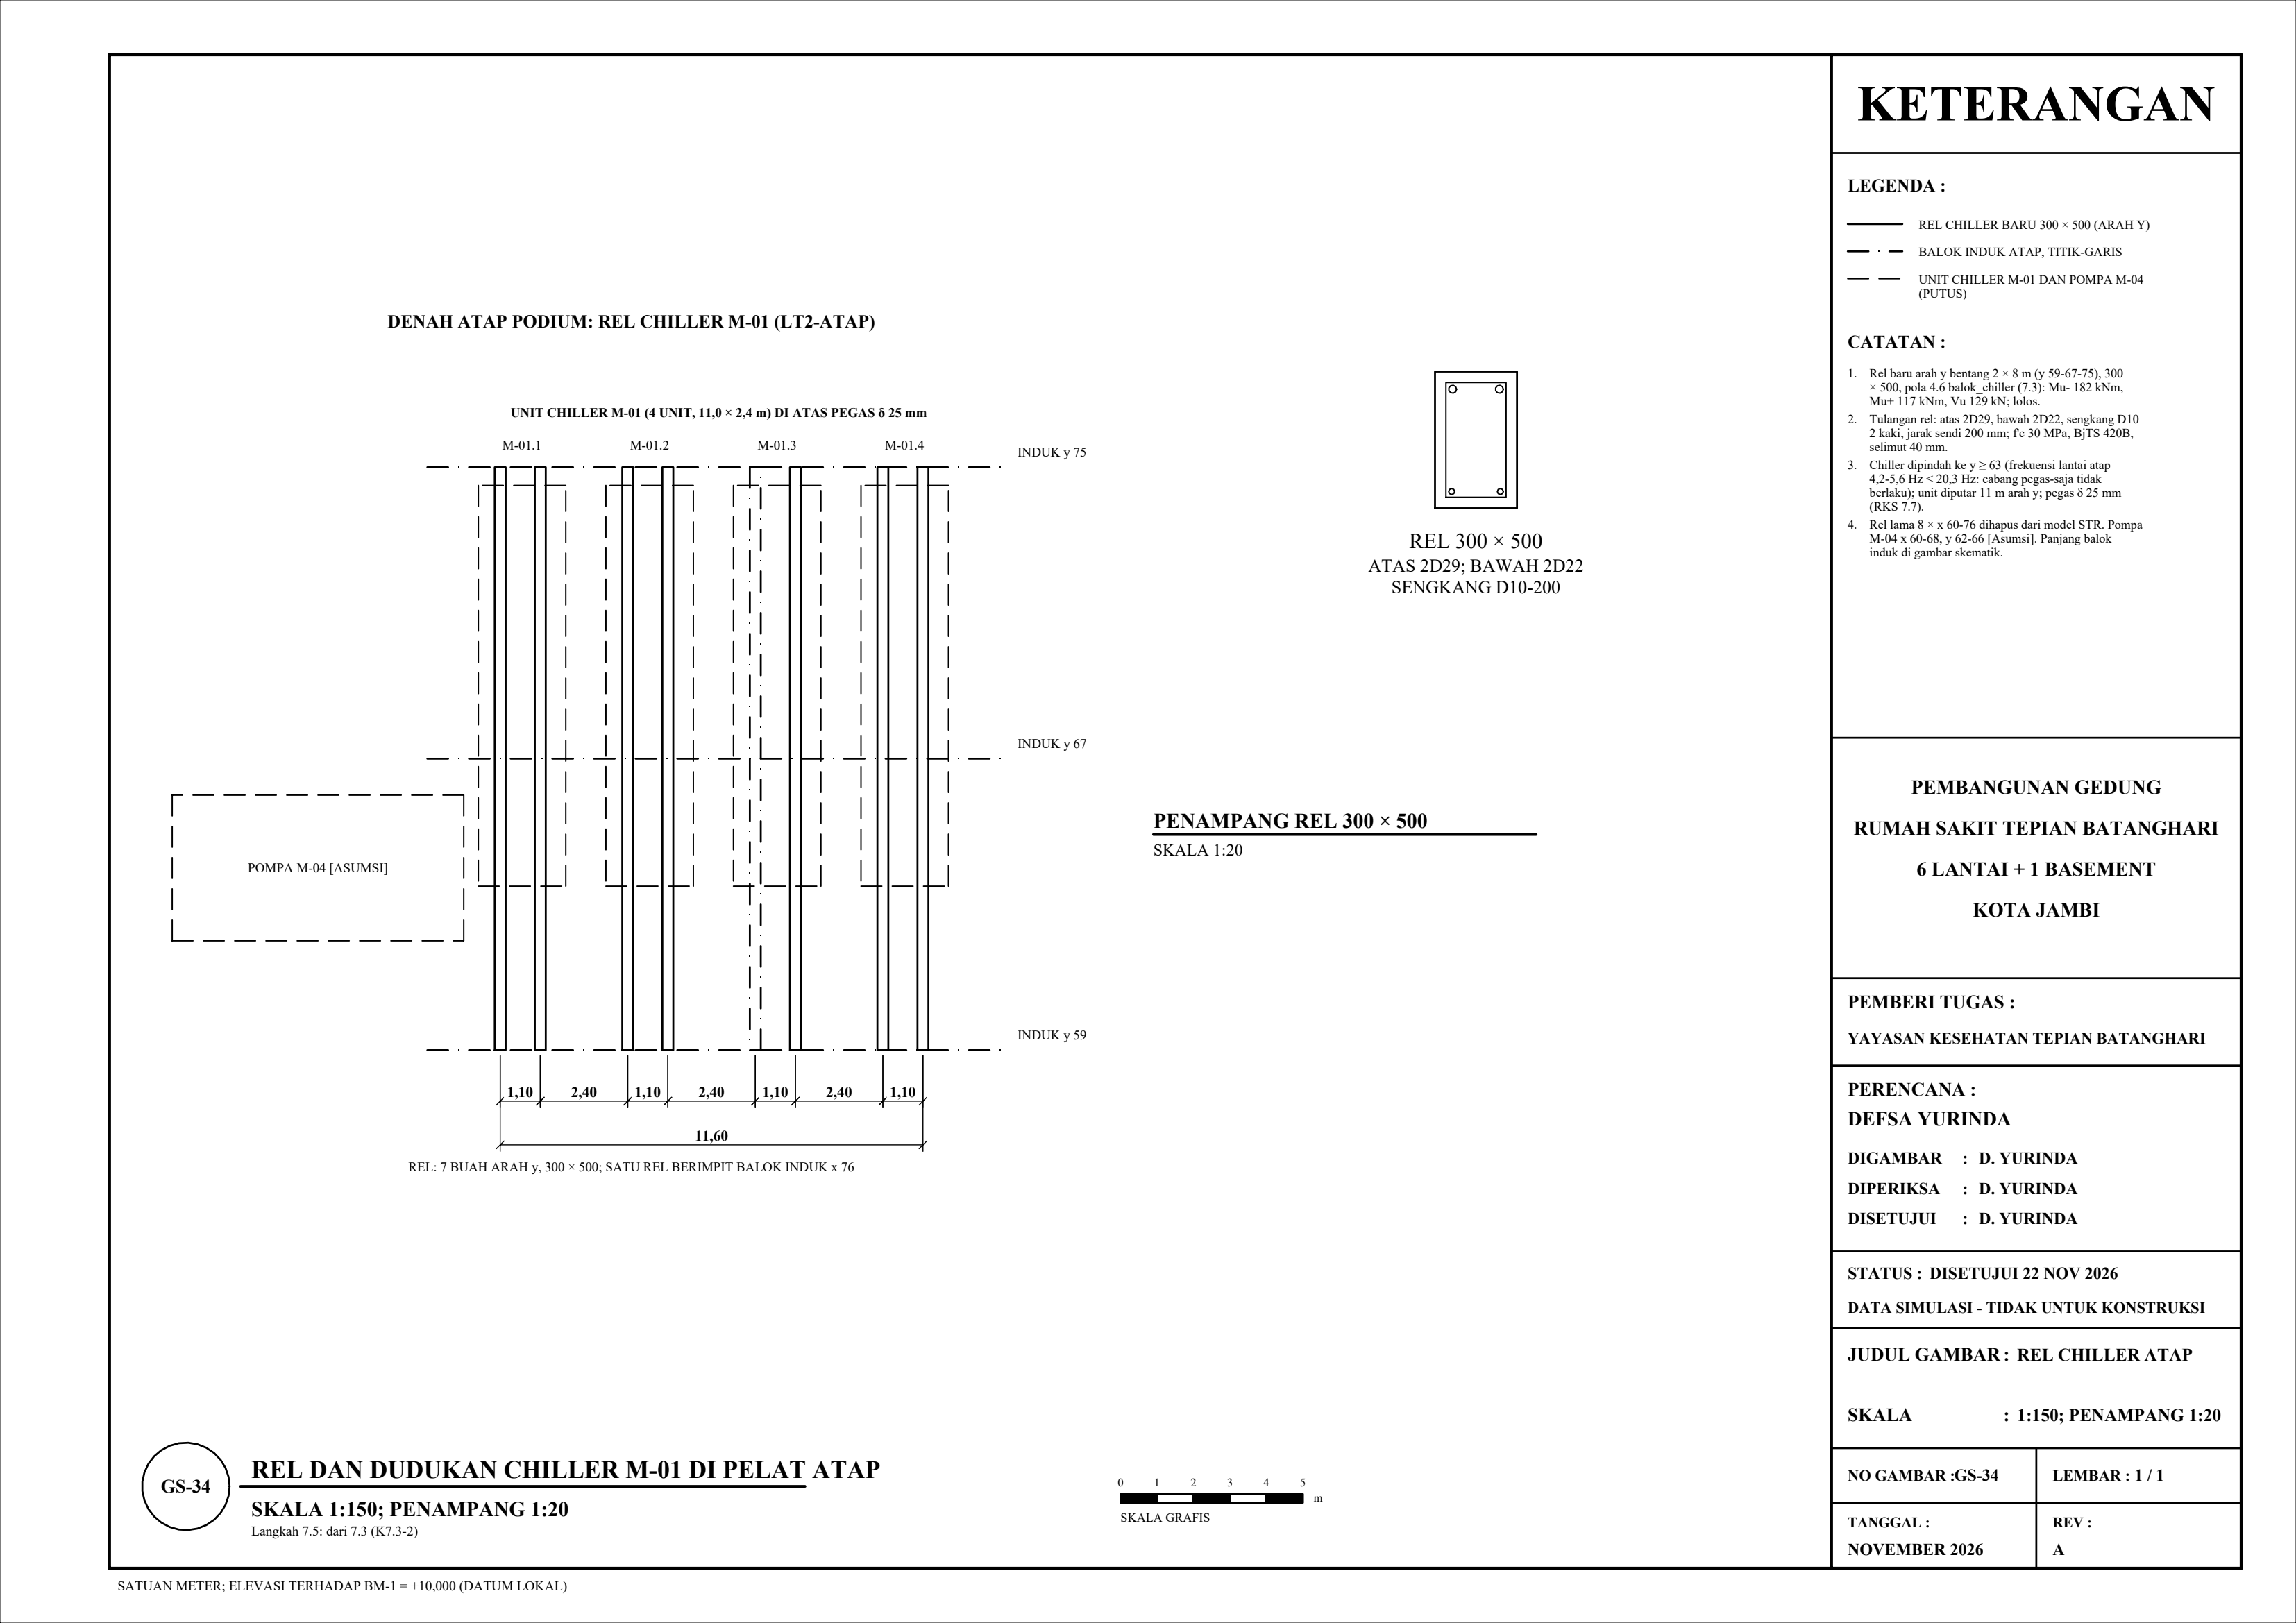 DENAH ATAP PODIUM: REL CHILLER M-01 (LT2-ATAP)
UNIT CHILLER M-01 (4 UNIT, 11,0 × 2,4 m) DI ATAS PEGAS δ 25 mm
M-01.1
M-01.2
M-01.3
M-01.4
INDUK y 75
INDUK y 67
INDUK y 59
POMPA M-04 [ASUMSI]
1,10
2,40
1,10
2,40
1,10
2,40
1,10
11,60
REL: 7 BUAH ARAH y, 300 × 500; SATU REL BERIMPIT BALOK INDUK x 76
REL 300 × 500
ATAS 2D29; BAWAH 2D22
SENGKANG D10-200
PENAMPANG REL 300 × 500
SKALA 1:20
GS-34
REL DAN DUDUKAN CHILLER M-01 DI PELAT ATAP
SKALA 1:150; PENAMPANG 1:20
Langkah 7.5: dari 7.3 (K7.3-2)
0 1 2 3 4 5
m
SKALA GRAFIS
SATUAN METER; ELEVASI TERHADAP BM-1 = +10,000 (DATUM LOKAL)
KETERANGAN
LEGENDA :
REL CHILLER BARU 300 × 500 (ARAH Y)
BALOK INDUK ATAP, TITIK-GARIS
UNIT CHILLER M-01 DAN POMPA M-04
(PUTUS)
CATATAN :
1. Rel baru arah y bentang 2 × 8 m (y 59-67-75), 300
× 500, pola 4.6 balok_chiller (7.3): Mu- 182 kNm,
Mu+ 117 kNm, Vu 129 kN; lolos.
2. Tulangan rel: atas 2D29, bawah 2D22, sengkang D10
2 kaki, jarak sendi 200 mm; f'c 30 MPa, BjTS 420B,
selimut 40 mm.
3. Chiller dipindah ke y ≥ 63 (frekuensi lantai atap
4,2-5,6 Hz < 20,3 Hz: cabang pegas-saja tidak
berlaku); unit diputar 11 m arah y; pegas δ 25 mm
(RKS 7.7).
4. Rel lama 8 × x 60-76 dihapus dari model STR. Pompa
M-04 x 60-68, y 62-66 [Asumsi]. Panjang balok
induk di gambar skematik.
PEMBANGUNAN GEDUNG
RUMAH SAKIT TEPIAN BATANGHARI
6 LANTAI + 1 BASEMENT
KOTA JAMBI
PEMBERI TUGAS :
YAYASAN KESEHATAN TEPIAN BATANGHARI
PERENCANA :
DEFSA YURINDA
DIGAMBAR : D. YURINDA
DIPERIKSA : D. YURINDA
DISETUJUI : D. YURINDA
STATUS : DISETUJUI 22 NOV 2026
DATA SIMULASI - TIDAK UNTUK KONSTRUKSI
JUDUL GAMBAR : REL CHILLER ATAP
SKALA : 1:150; PENAMPANG 1:20
NO GAMBAR :GS-34
LEMBAR : 1 / 1
TANGGAL :
NOVEMBER 2026
REV :
A